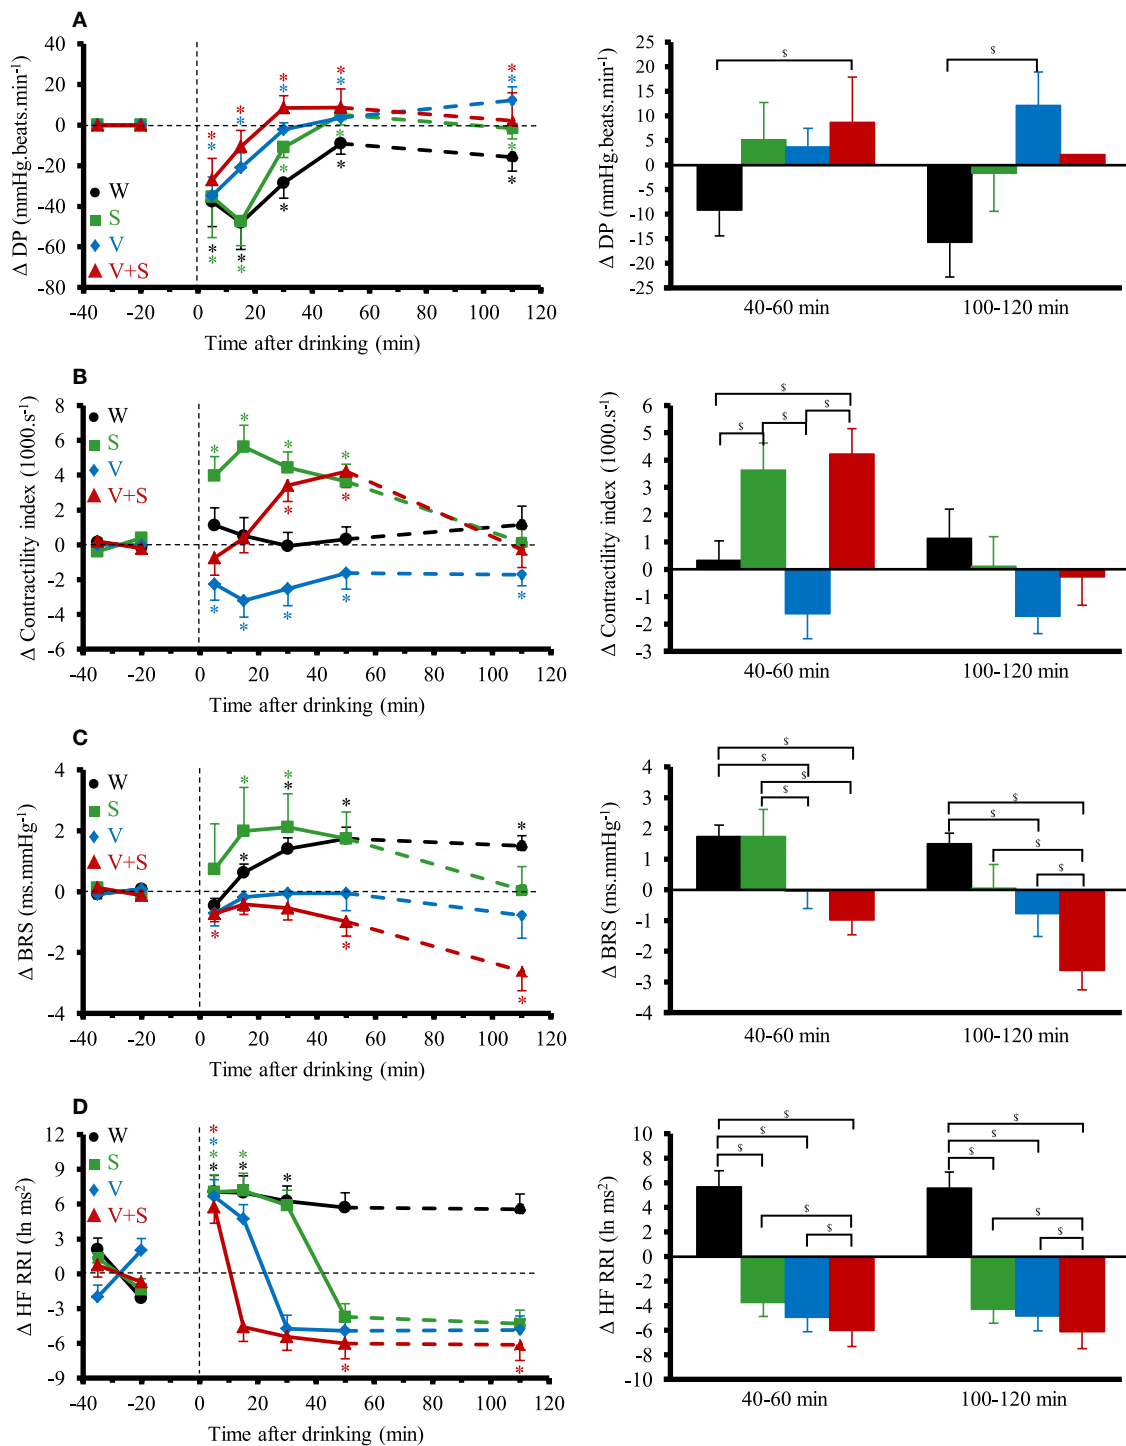 A
Δ DP (mmHg.beats.min⁻¹)
40
20
0
-20
-40
-60
-80
W
S
V
V+S
* * * * * * * * * * * * * * * * * *
-40 -20 0 20 40 60 80 100 120
Time after drinking (min)
Δ DP (mmHg.beats.min⁻¹)
25
20
15
10
5
0
-5
-10
-15
-20
-25
$ $
40-60 min 100-120 min
B
Δ Contractility index (1000.s⁻¹)
8
6
4
2
0
-2
-4
-6
W
S
V
V+S
* * * * * * * * * * *
-40 -20 0 20 40 60 80 100 120
Time after drinking (min)
Δ Contractility index (1000.s⁻¹)
6
5
4
3
2
1
0
-1
-2
-3
$
$ $ $
40-60 min 100-120 min
C
Δ BRS (ms.mmHg⁻¹)
4
2
0
-2
-4
W
S
V
V+S
* * * * * * * * *
-40 -20 0 20 40 60 80 100 120
Time after drinking (min)
Δ BRS (ms.mmHg⁻¹)
4
3
2
1
0
-1
-2
-3
-4
$
$
$
$
$
$
$
$
40-60 min 100-120 min
D
Δ HF RRI (ln ms²)
12
9
6
3
0
-3
-6
-9
W
S
V
V+S
* * * * * * * * *
-40 -20 0 20 40 60 80 100 120
Time after drinking (min)
Δ HF RRI (ln ms²)
10
8
6
4
2
0
-2
-4
-6
-8
-10
$
$
$
$
$
$
$
$
$
$
40-60 min 100-120 min